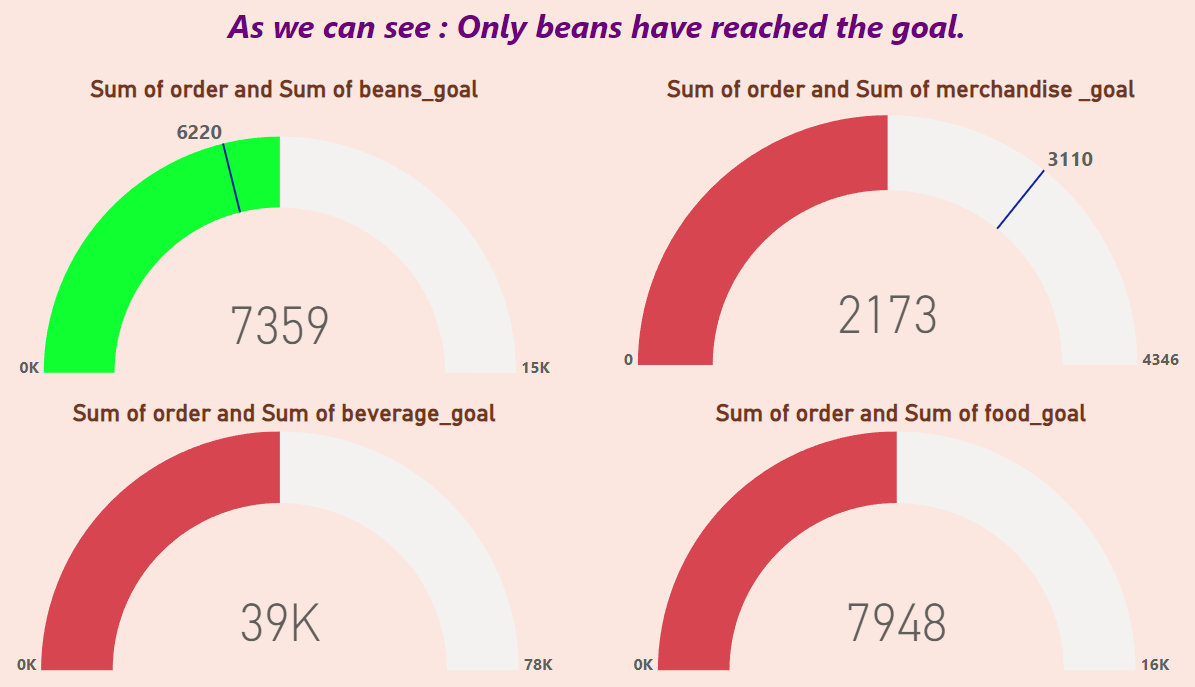 As we can see : Only beans have reached the goal.
Sum of order and Sum of beans_goal
6220
7359
0K
15K
Sum of order and Sum of merchandise _goal
3110
2173
0
4346
Sum of order and Sum of beverage_goal
39K
0K
78K
Sum of order and Sum of food_goal
7948
0K
16K